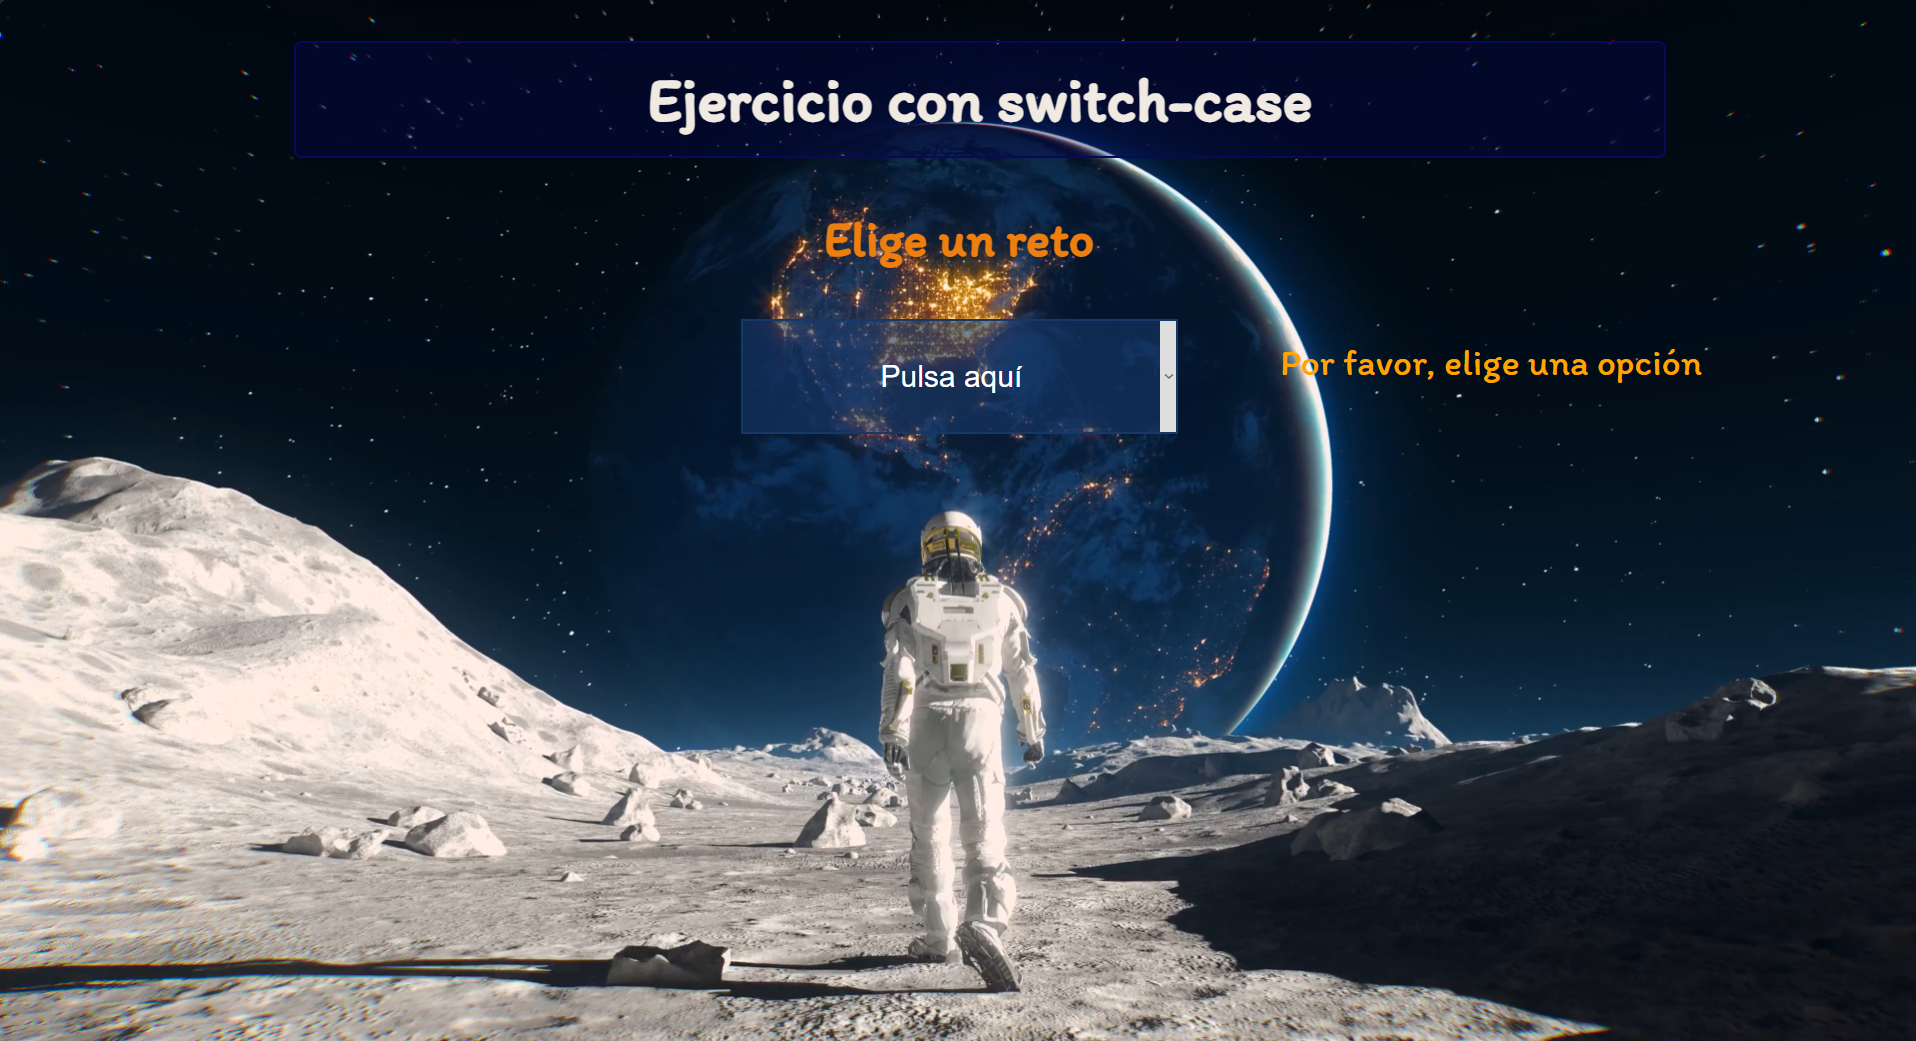 Ejercicio con switch-case
Elige un reto
Pulsa aquí
Por favor, elige una opción